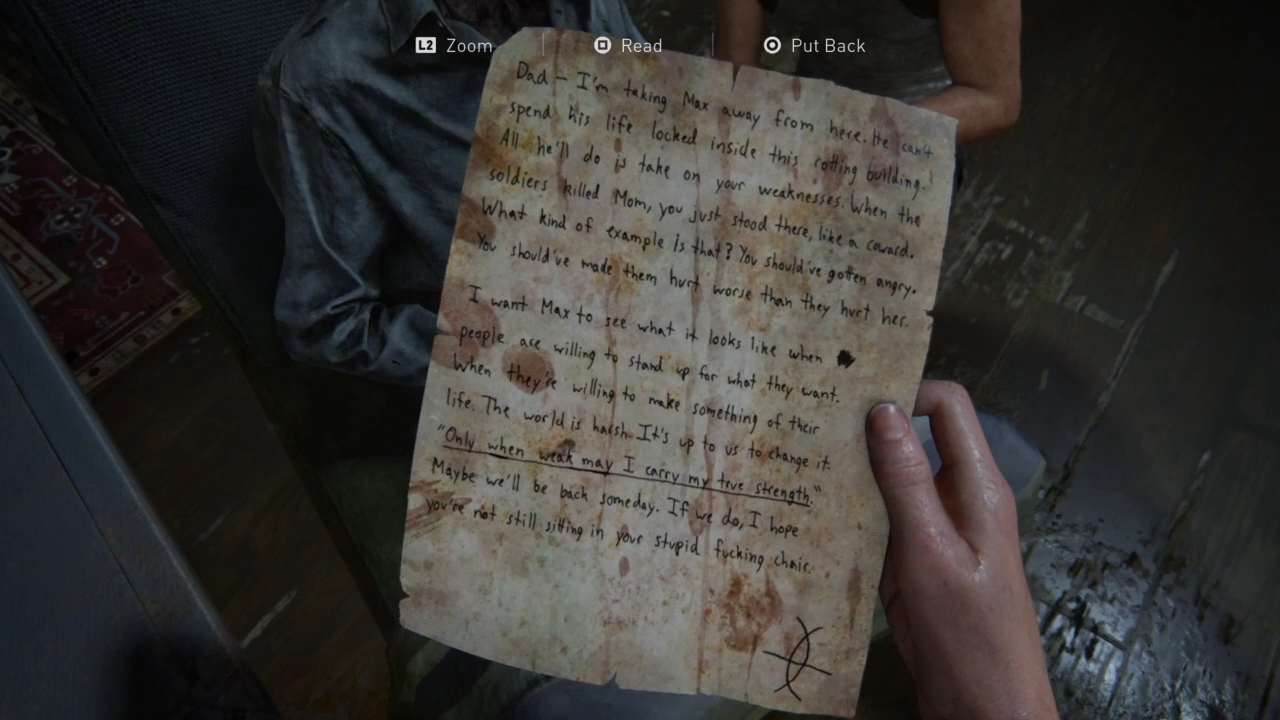 L2 Zoom Read Put Back
Dad – I'm taking Max away from here. He can't
spend his life locked inside this rotting building.
All he'll do is take on your weaknesses. When the
soldiers killed Mom, you just stood there, like a coward.
What kind of example is that? You should've gotten angry.
You should've made them hurt worse than they hurt her.
I want Max to see what it looks like when
people are willing to stand up for what they want.
When they're willing to make something of their
life. The world is harsh. It's up to us to change it.
"Only when weak may I carry my true strength."
Maybe we'll be back someday. If we do, I hope
you're not still sitting in your stupid fucking chair.